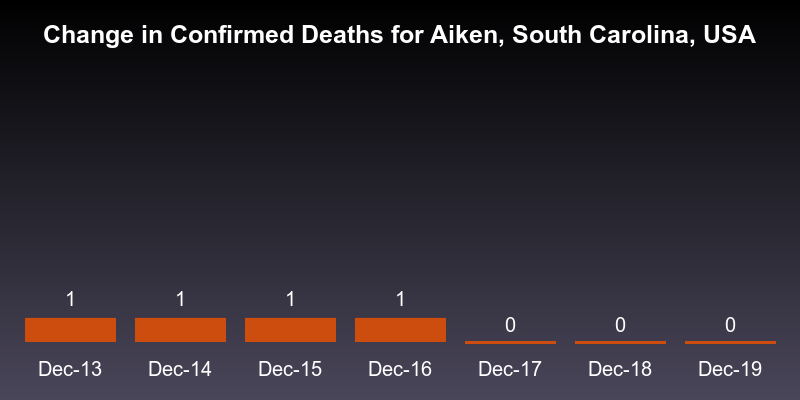 Change in Confirmed Deaths for Aiken, South Carolina, USA
1 1 1 1 0 0 0
Dec-13 Dec-14 Dec-15 Dec-16 Dec-17 Dec-18 Dec-19